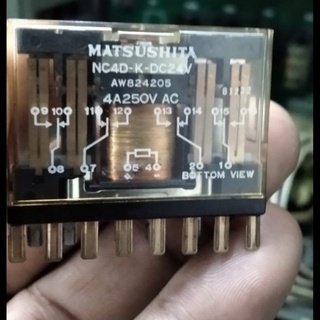 MATSUSHITA
NC4D-K-DC24V
AW824205
4A250V AC
81222
9 10 11 12 13 14 15
8 7 5 4 2 1
BOTTOM VIEW